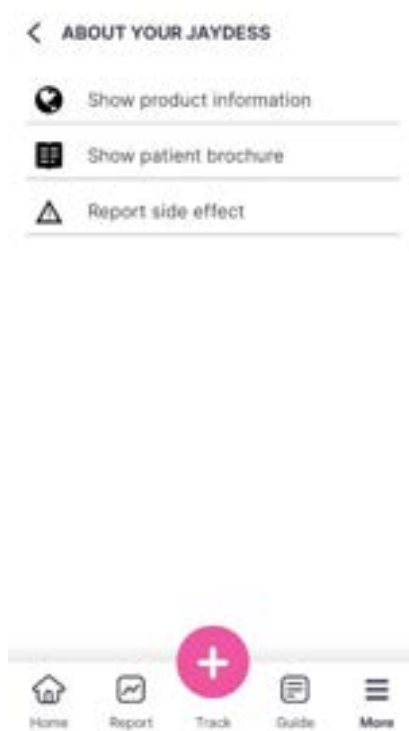 ABOUT YOUR JAYDESS
Show product information
Show patient brochure
Report side effect
Home Report Track Guide More